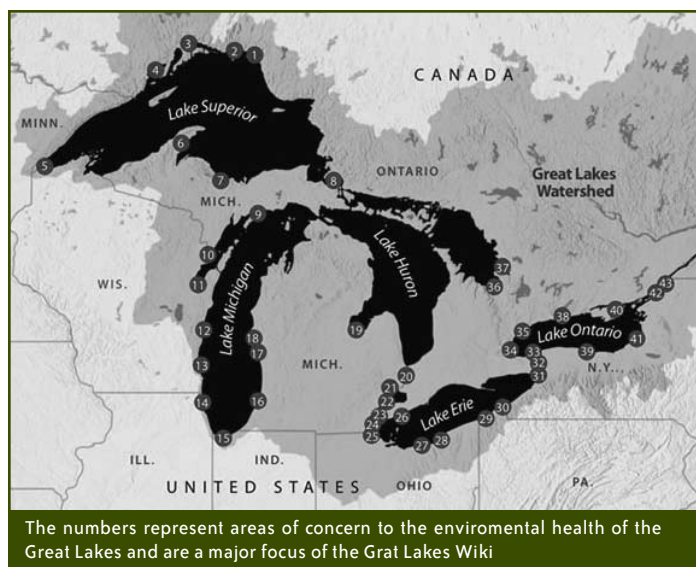 CANADA
3
2
1
4
Lake Superior
MINN.
6
5
7
8
ONTARIO
Great Lakes
Watershed
MICH.
9
10
11
WIS.
Lake Michigan
Lake Huron
37
36
43
42
12
19
18
17
13
MICH.
38
40
35
Lake Ontario
41
34
33
39
32
31
N.Y...
20
21
14
16
22
23
26
24
25
Lake Erie
30
29
15
27
28
ILL.
IND.
OHIO
PA.
UNITED STATES
The numbers represent areas of concern to the enviromental health of the
Great Lakes and are a major focus of the Grat Lakes Wiki